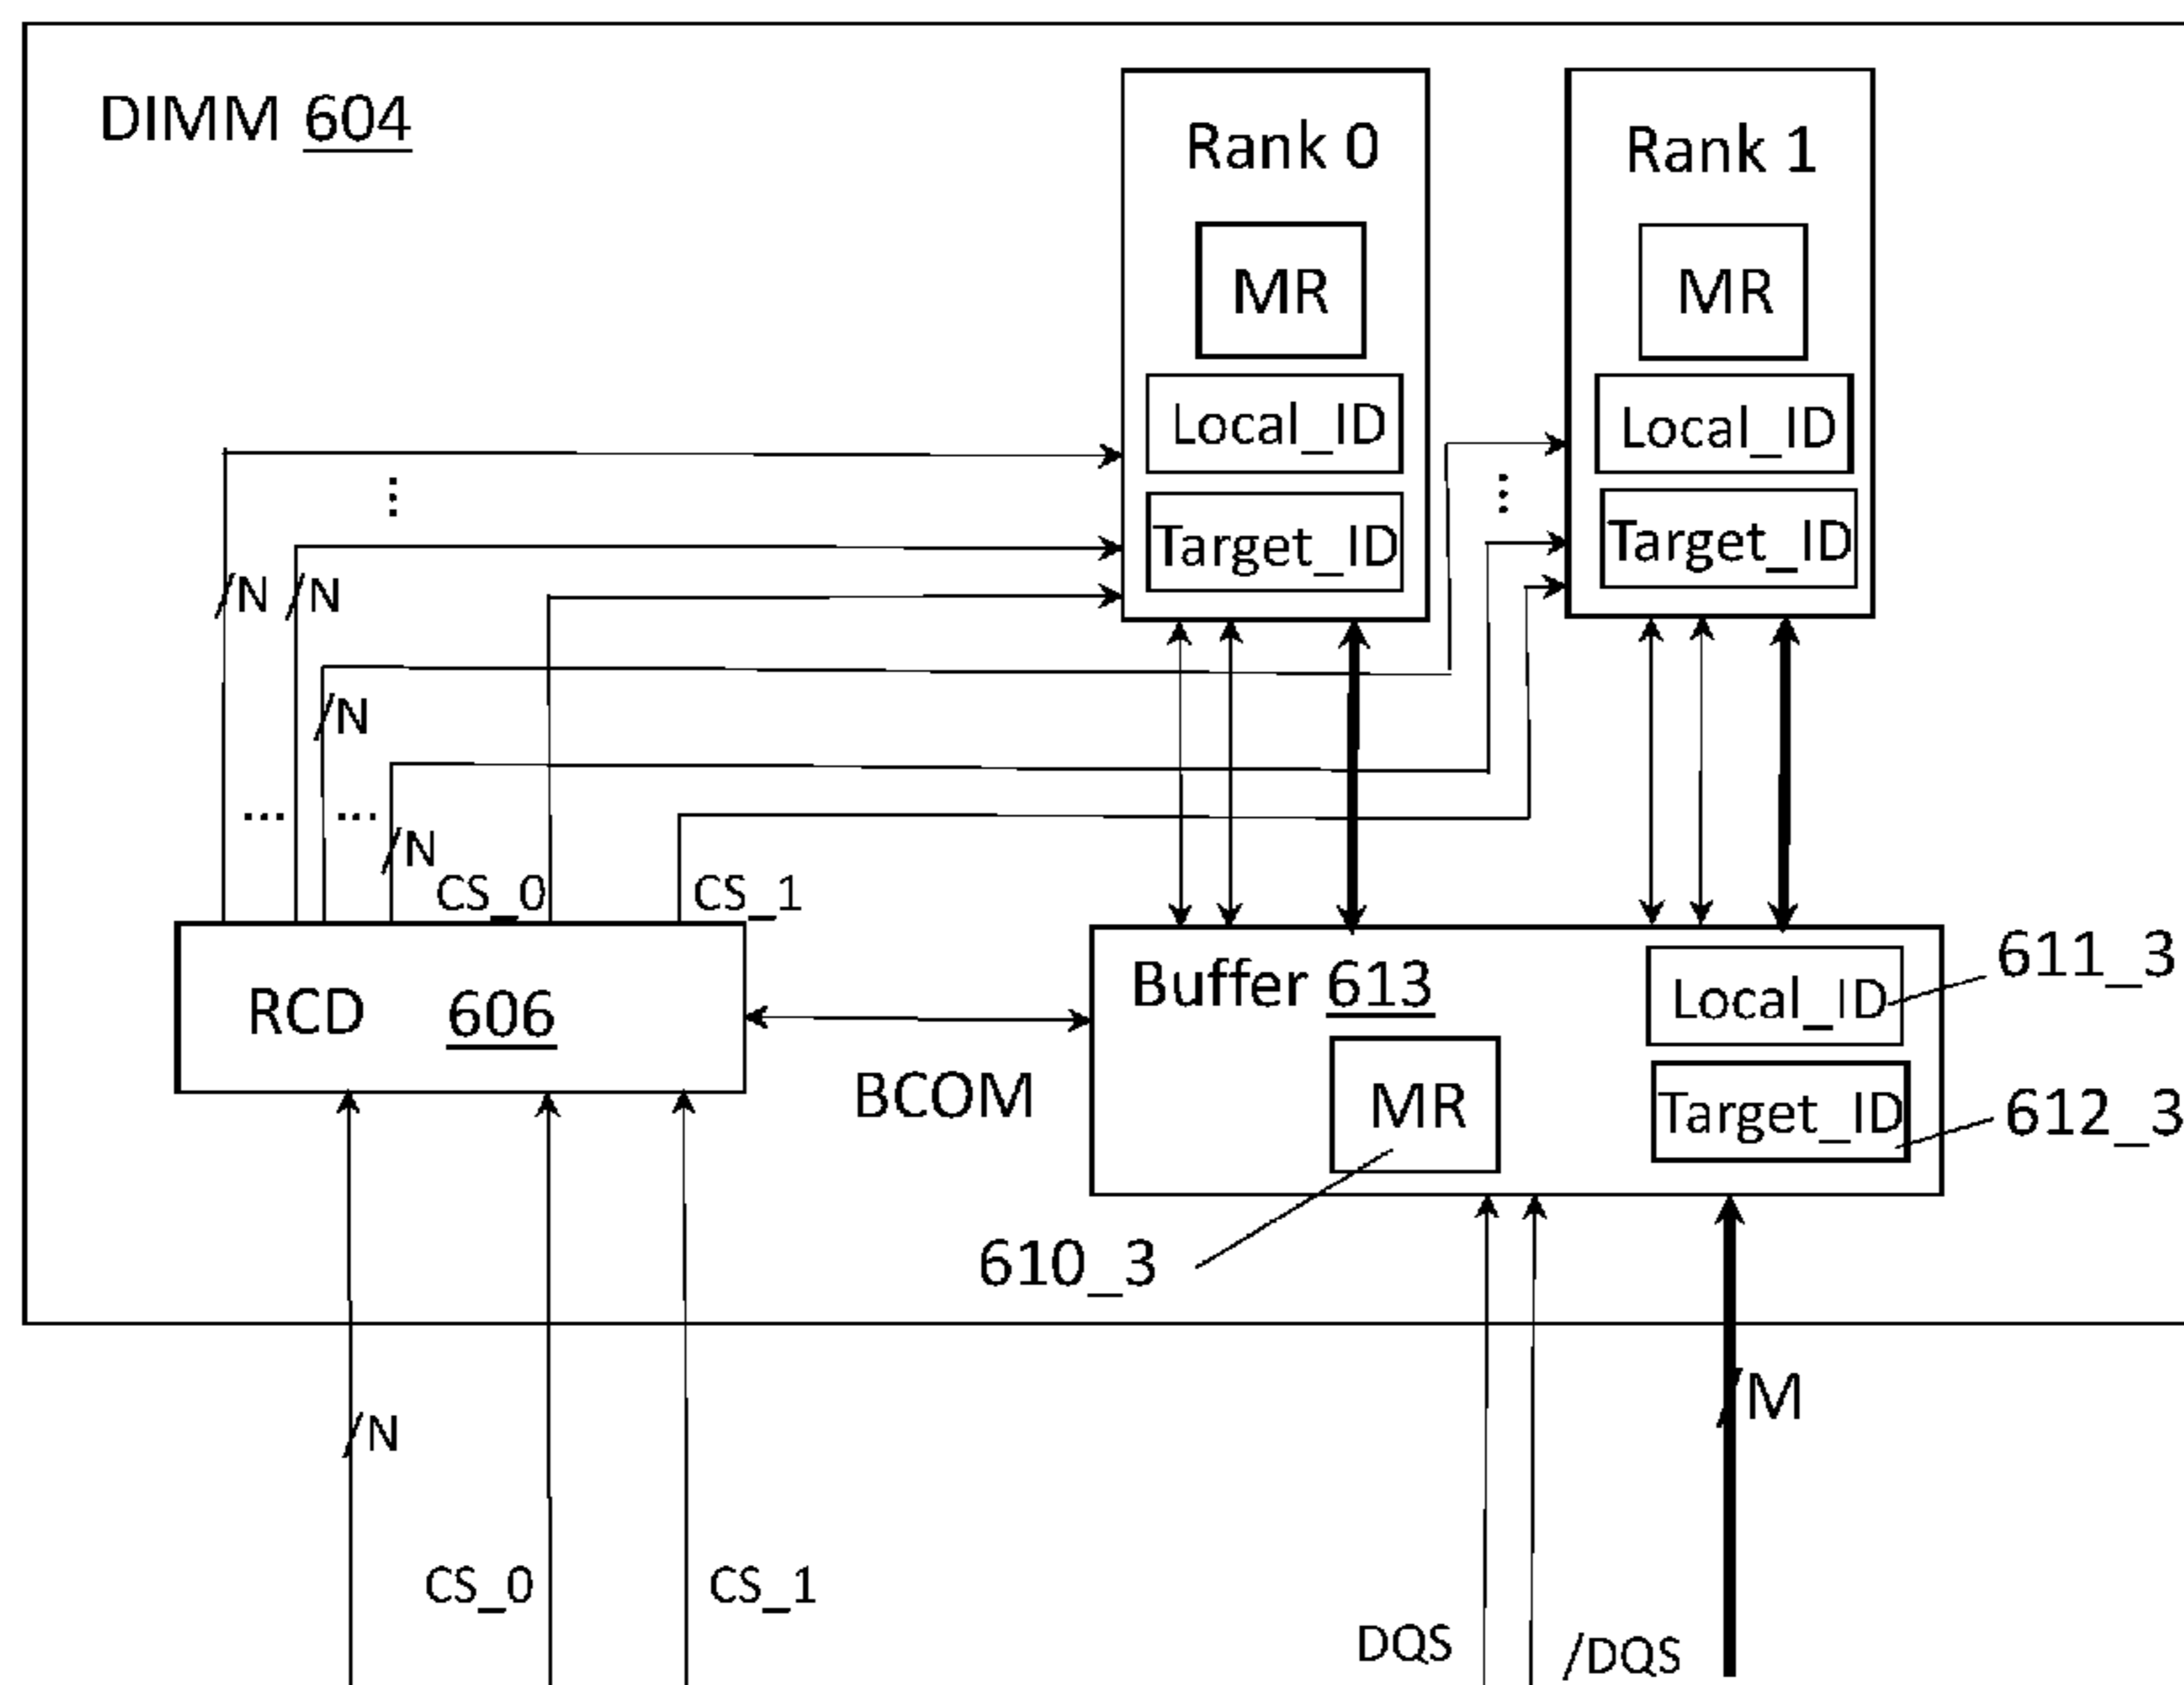 DIMM 604
Rank 0
Rank 1
MR
MR
Local_ID
Local_ID
⋮
⋮
Target_ID
Target_ID
/N
/N
/N
...
...
/N
CS_0
CS_1
RCD 606
BCOM
Buffer 613
Local_ID
611_3
MR
Target_ID
612_3
610_3
/M
/N
CS_0
CS_1
DQS
/DQS